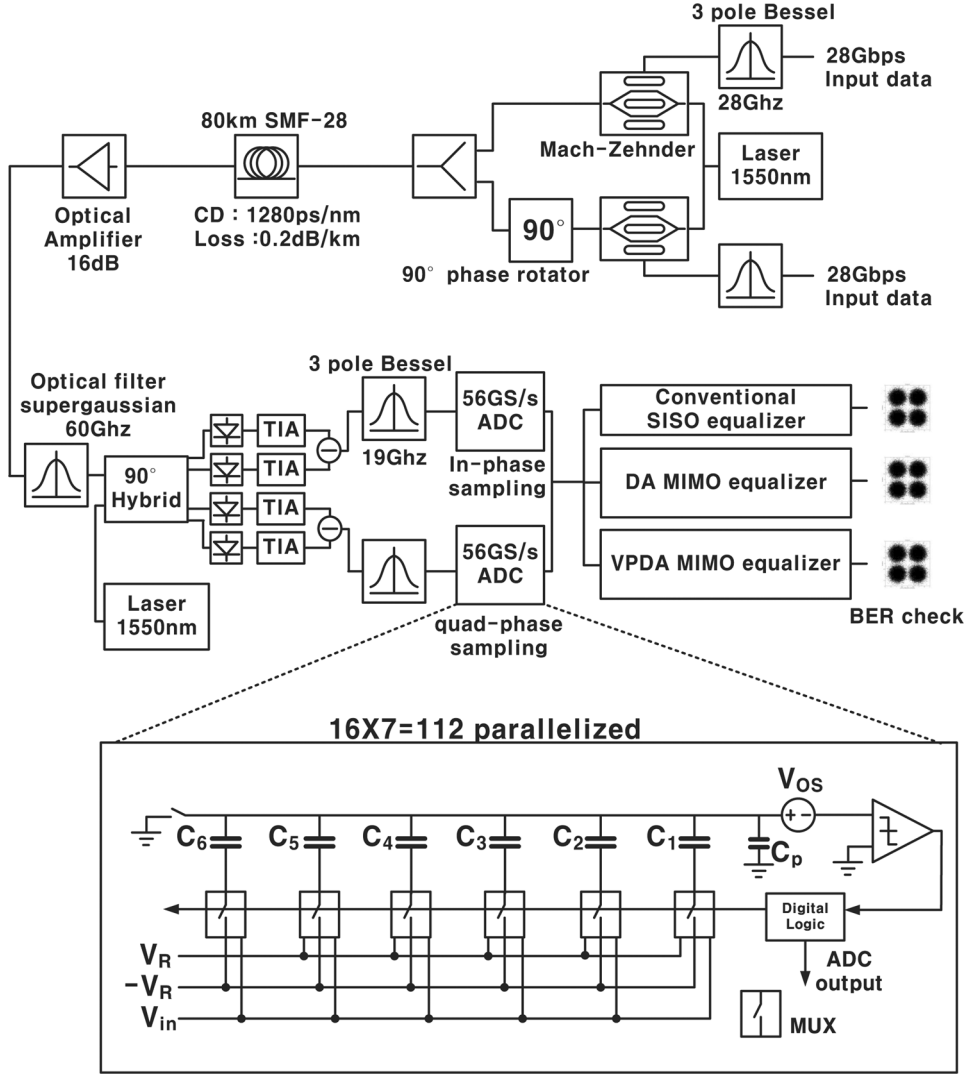 3 pole Bessel
28Gbps
Input data
28Ghz
80km SMF-28
Mach-Zehnder
Laser
1550nm
Optical
Amplifier
16dB
CD : 1280ps/nm
Loss :0.2dB/km
90°
90° phase rotator
28Gbps
Input data
3 pole Bessel
Optical filter
supergaussian
60Ghz
56GS/s
ADC
Conventional
SISO equalizer
TIA
19Ghz
TIA
In-phase
sampling
90°
Hybrid
DA MIMO equalizer
TIA
TIA
56GS/s
ADC
VPDA MIMO equalizer
Laser
1550nm
BER check
quad-phase
sampling
16X7=112 parallelized
VOS
+ -
C6
C5
C4
C3
C2
C1
Cp
Digital
Logic
VR
ADC
output
-VR
Vin
MUX